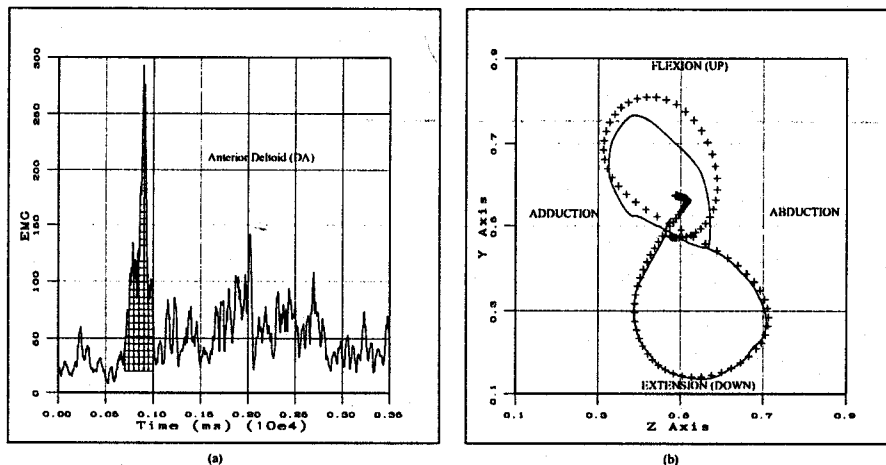 300
250
200
150
100
50
0
EMG
Anterior Deltoid (DA)
0.00 0.05 0.10 0.15 0.20 0.25 0.30 0.35
Time (ms) (10e4)
(a)
0.9
0.7
0.5
0.3
0.1
Y Axis
FLEXION (UP)
ADDUCTION
ABDUCTION
EXTENSION (DOWN)
0.1 0.3 0.5 0.7 0.9
Z Axis
(b)